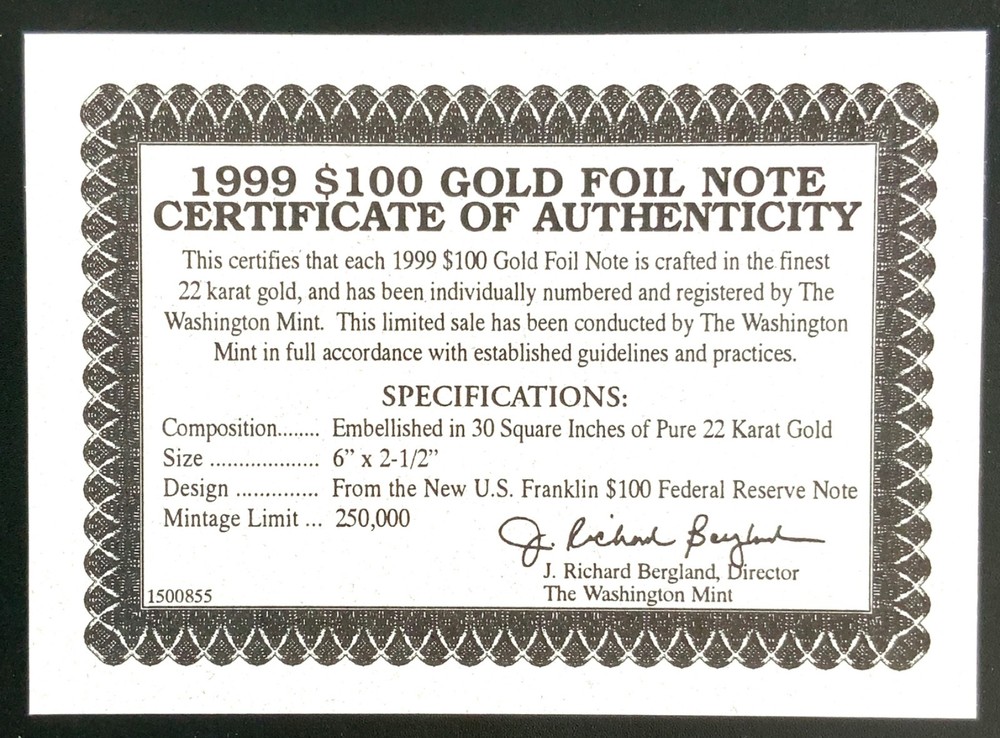 1999 $100 GOLD FOIL NOTE
CERTIFICATE OF AUTHENTICITY
This certifies that each 1999 $100 Gold Foil Note is crafted in the finest
22 karat gold, and has been individually numbered and registered by The
Washington Mint. This limited sale has been conducted by The Washington
Mint in full accordance with established guidelines and practices.
SPECIFICATIONS:
Composition........ Embellished in 30 Square Inches of Pure 22 Karat Gold
Size ................... 6” x 2-1/2”
Design .............. From the New U.S. Franklin $100 Federal Reserve Note
Mintage Limit ... 250,000
J. Richard Bergland
J. Richard Bergland, Director
The Washington Mint
1500855